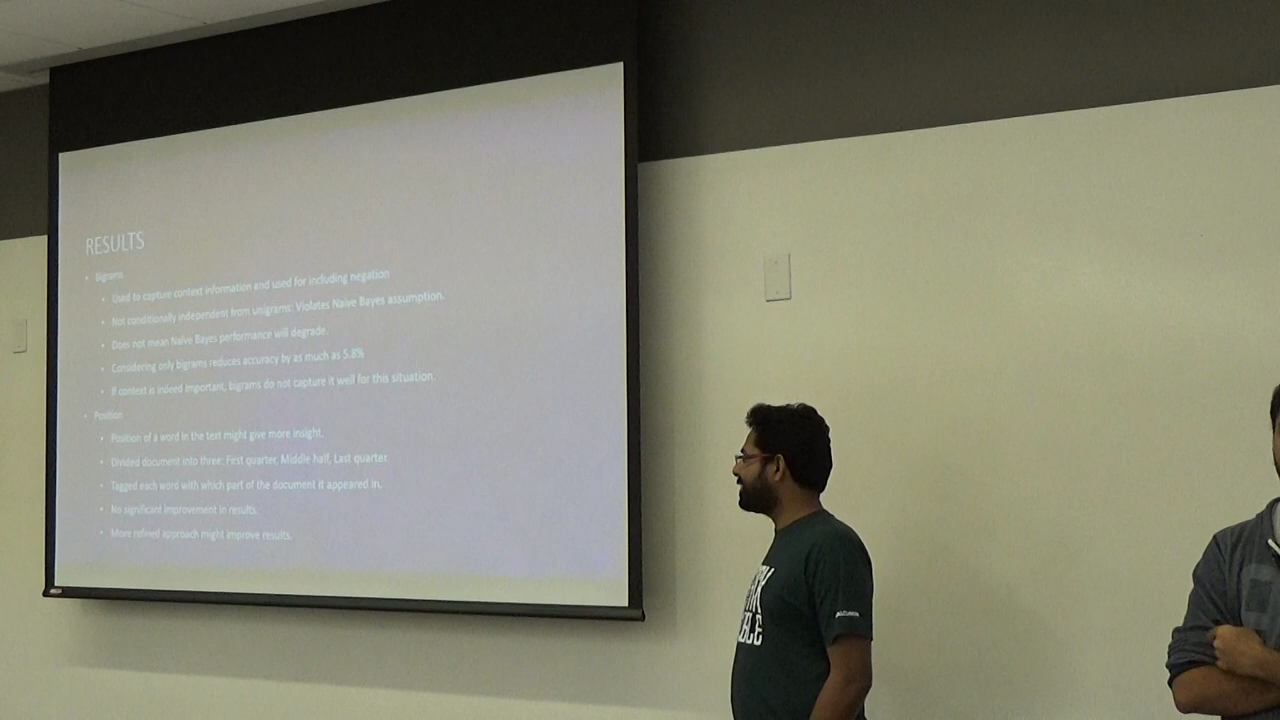 RESULTS
• Bigrams
• Used to capture context information and used for including negation
• Not conditionally independent from unigrams: Violates Naive Bayes assumption.
• Does not mean Naive Bayes performance will degrade.
• Considering only bigrams reduces accuracy by as much as 5.8%
• If context is indeed important, bigrams do not capture it well for this situation.
• Position
• Position of a word in the text might give more insight.
• Divided document into three: First quarter, Middle half, Last quarter.
• Tagged each word with which part of the document it appeared in.
• No significant improvement in results.
• More refined approach might improve results.